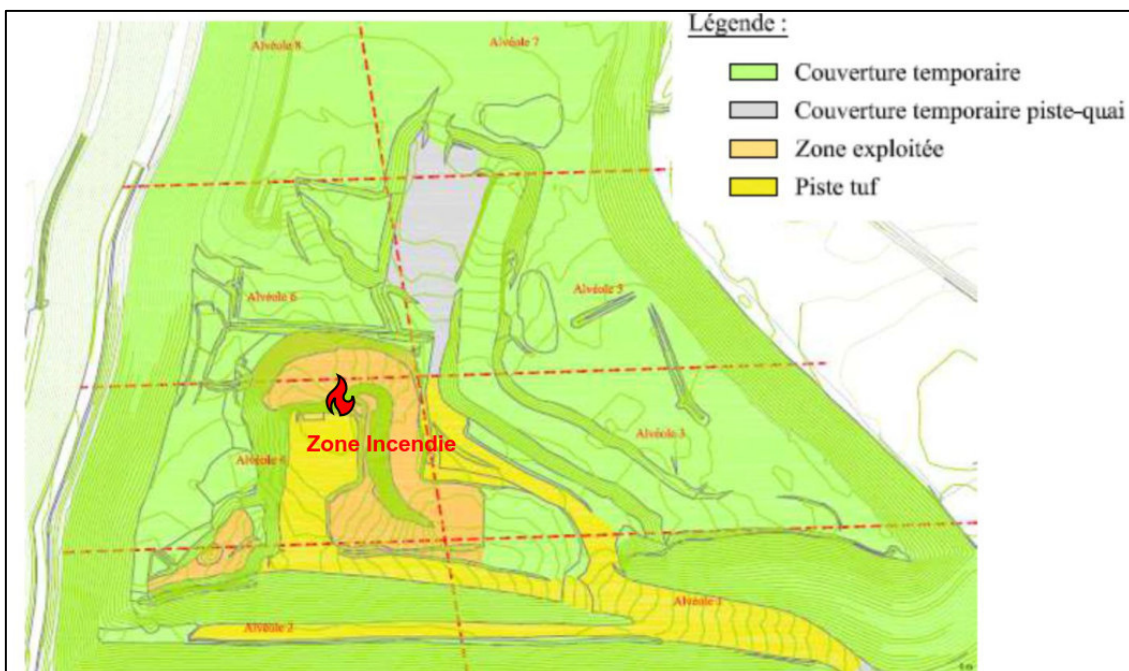 Légende :
Couverture temporaire
Couverture temporaire piste-quai
Zone exploitée
Piste tuf
Alvéole 8
Alvéole 7
Alvéole 6
Alvéole 5
Zone Incendie
Alvéole 4
Alvéole 3
Alvéole 2
Alvéole 1